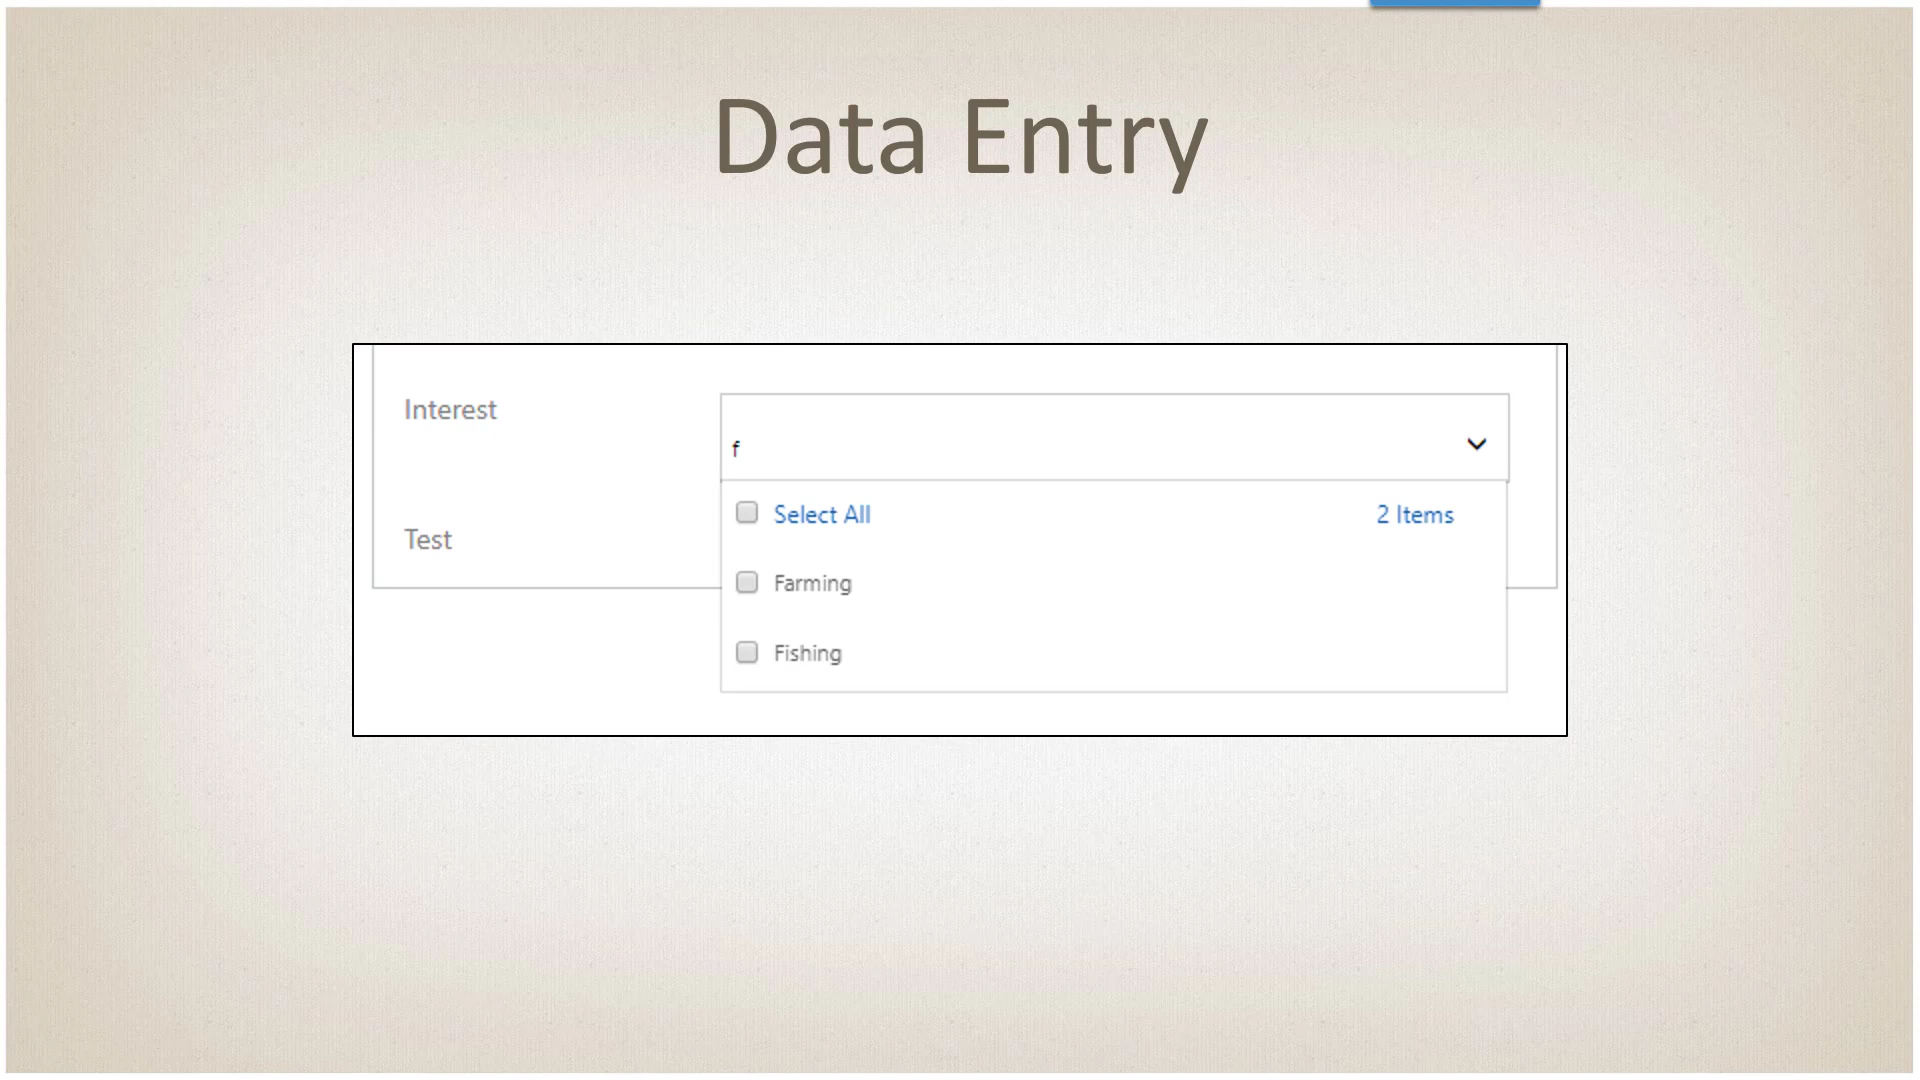 Data Entry
Interest
f
Select All 2 Items
Test
Farming
Fishing